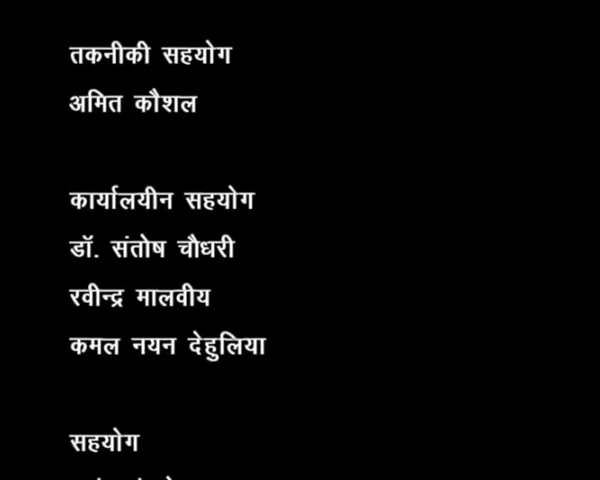 तकनीकी सहयोग
अमित कौशल
कार्यालयीन सहयोग
डॉ. संतोष चौधरी
रवीन्द्र मालवीय
कमल नयन देहुलिया
सहयोग